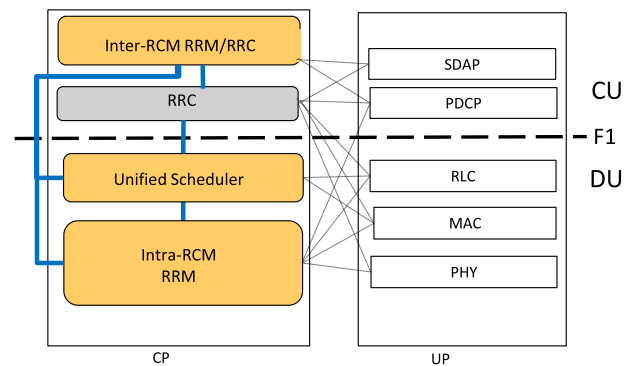 Inter-RCM RRM/RRC
SDAP
CU
RRC
PDCP
F1
Unified Scheduler
RLC
DU
MAC
Intra-RCM
RRM
PHY
CP
UP